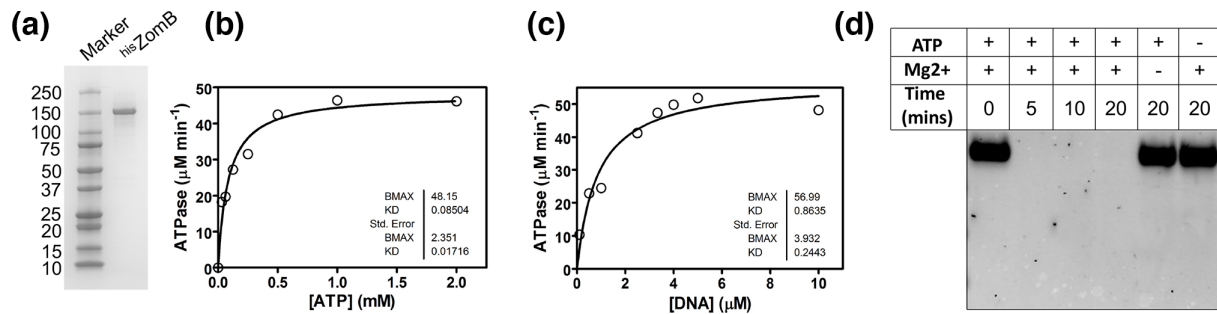 (a)
Marker
hisZomB
250
150
100
75
50
37
25
20
15
10
(b)
ATPase (µM min-1)
50
40
30
20
10
0
0.0 0.5 1.0 1.5 2.0
[ATP] (mM)
BMAX 48.15
KD 0.08504
Std. Error
BMAX 2.351
KD 0.01716
(c)
ATPase (µM min-1)
50
40
30
20
10
0
0 2 4 6 8 10
[DNA] (µM)
BMAX 56.99
KD 0.8635
Std. Error
BMAX 3.932
KD 0.2443
(d)
ATP + + + + + -
Mg2+ + + + + - +
Time (mins) 0 5 10 20 20 20